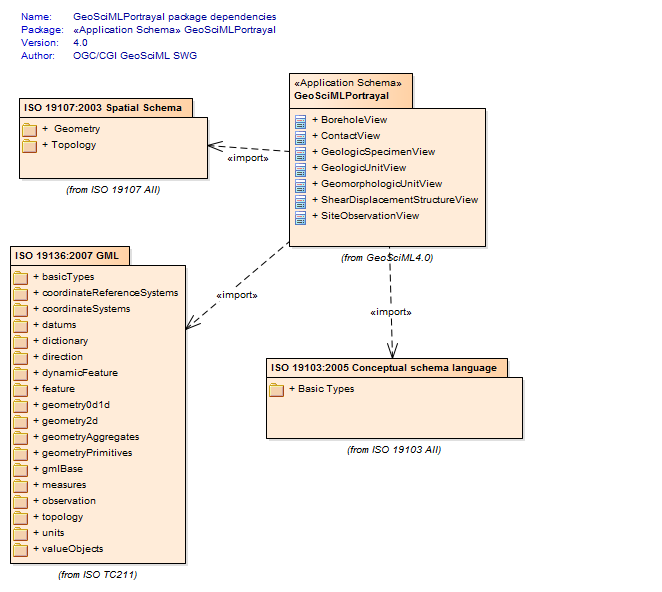 Name: GeoSciMLPortrayal package dependencies
Package: «Application Schema» GeoSciMLPortrayal
Version: 4.0
Author: OGC/CGI GeoSciML SWG
«Application Schema»
GeoSciMLPortrayal
+ BoreholeView
+ ContactView
+ GeologicSpecimenView
+ GeologicUnitView
+ GeomorphologicUnitView
+ ShearDisplacementStructureView
+ SiteObservationView
(from GeoSciML4.0)
ISO 19107:2003 Spatial Schema
+ Geometry
+ Topology
(from ISO 19107 All)
«import»
«import»
«import»
ISO 19136:2007 GML
+ basicTypes
+ coordinateReferenceSystems
+ coordinateSystems
+ datums
+ dictionary
+ direction
+ dynamicFeature
+ feature
+ geometry0d1d
+ geometry2d
+ geometryAggregates
+ geometryPrimitives
+ gmlBase
+ measures
+ observation
+ topology
+ units
+ valueObjects
(from ISO TC211)
ISO 19103:2005 Conceptual schema language
+ Basic Types
(from ISO 19103 All)